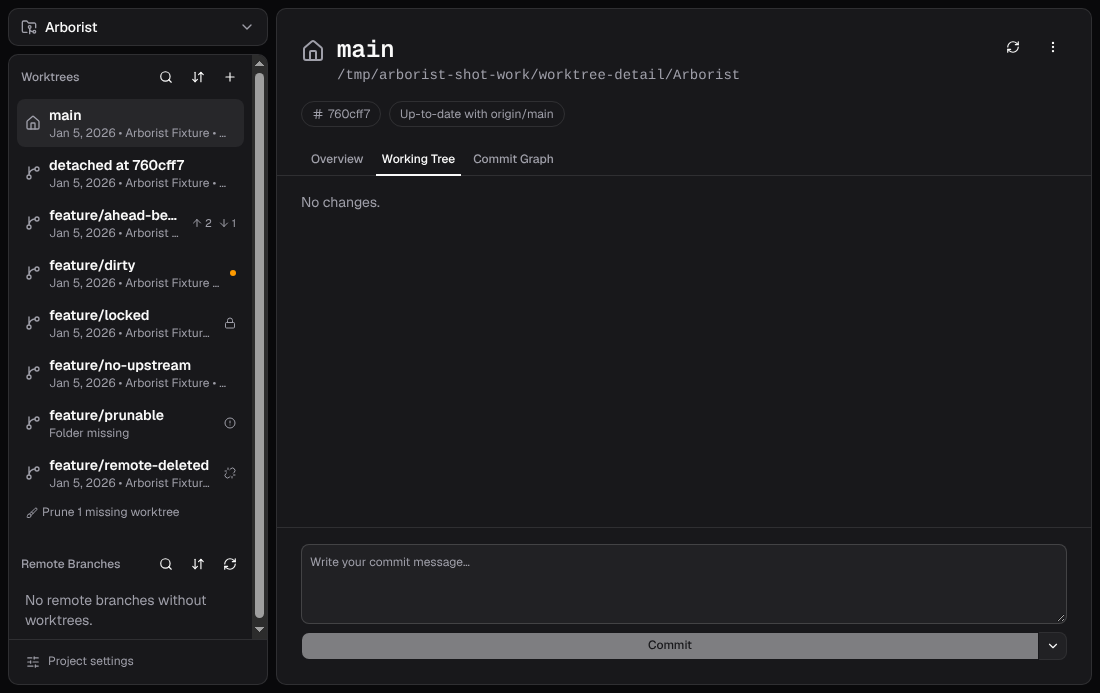 Arborist
Worktrees
main
Jan 5, 2026 • Arborist Fixture • ...
detached at 760cff7
Jan 5, 2026 • Arborist Fixture • ...
feature/ahead-be...
↑ 2 ↓ 1
Jan 5, 2026 • Arborist ...
feature/dirty
Jan 5, 2026 • Arborist Fixture ...
feature/locked
Jan 5, 2026 • Arborist Fixtur...
feature/no-upstream
Jan 5, 2026 • Arborist Fixture • ...
feature/prunable
Folder missing
feature/remote-deleted
Jan 5, 2026 • Arborist Fixtur...
Prune 1 missing worktree
Remote Branches
No remote branches without
worktrees.
Project settings
main
/tmp/arborist-shot-work/worktree-detail/Arborist
# 760cff7
Up-to-date with origin/main
Overview Working Tree Commit Graph
No changes.
Write your commit message...
Commit